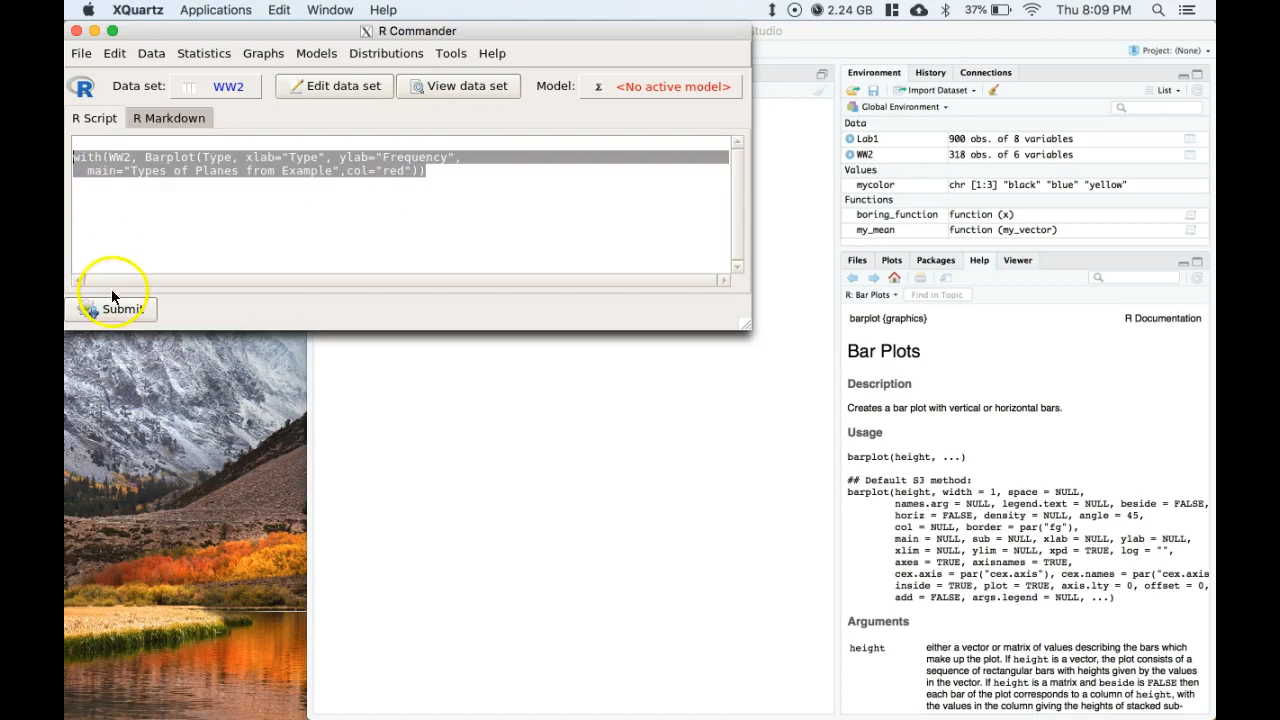 XQuartz Applications Edit Window Help 2.24 GB 37% Thu 8:09 PM
R Commander
File Edit Data Statistics Graphs Models Distributions Tools Help
Data set: WW2 Edit data set View data set Model: Σ <No active model>
R Script R Markdown
with(WW2, Barplot(Type, xlab="Type", ylab="Frequency",
main="Types of Planes from Example",col="red"))
Submit
Studio
Project: (None)
Environment History Connections
Import Dataset List
Global Environment
Data
Lab1 900 obs. of 8 variables
WW2 318 obs. of 6 variables
Values
mycolor chr [1:3] "black" "blue" "yellow"
Functions
boring_function function (x)
my_mean function (my_vector)
Files Plots Packages Help Viewer
R: Bar Plots Find in Topic
barplot {graphics} R Documentation
Bar Plots
Description
Creates a bar plot with vertical or horizontal bars.
Usage
barplot(height, ...)
## Default S3 method:
barplot(height, width = 1, space = NULL,
names.arg = NULL, legend.text = NULL, beside = FALSE,
horiz = FALSE, density = NULL, angle = 45,
col = NULL, border = par("fg"),
main = NULL, sub = NULL, xlab = NULL, ylab = NULL,
xlim = NULL, ylim = NULL, xpd = TRUE, log = "",
axes = TRUE, axisnames = TRUE,
cex.axis = par("cex.axis"), cex.names = par("cex.axis
inside = TRUE, plot = TRUE, axis.lty = 0, offset = 0,
add = FALSE, args.legend = NULL, ...)
Arguments
height either a vector or matrix of values describing the bars which
make up the plot. If height is a vector, the plot consists of a
sequence of rectangular bars with heights given by the values
in the vector. If height is a matrix and beside is FALSE then
each bar of the plot corresponds to a column of height, with
the values in the column giving the heights of stacked sub-